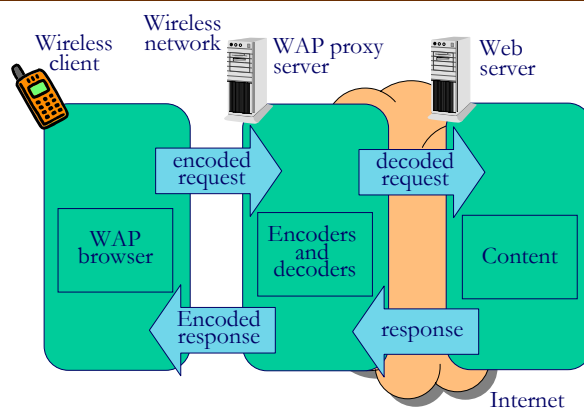 Wireless
client
Wireless
network
WAP proxy
server
Web
server
encoded
request
decoded
request
WAP
browser
Encoders
and
decoders
Content
Encoded
response
response
Internet